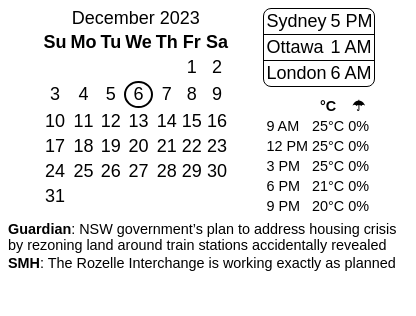 December 2023
Su Mo Tu We Th Fr Sa
1 2
3 4 5 6 7 8 9
10 11 12 13 14 15 16
17 18 19 20 21 22 23
24 25 26 27 28 29 30
31
Sydney 5 PM
Ottawa 1 AM
London 6 AM
°C ☂
9 AM 25°C 0%
12 PM 25°C 0%
3 PM 25°C 0%
6 PM 21°C 0%
9 PM 20°C 0%
Guardian: NSW government's plan to address housing crisis
by rezoning land around train stations accidentally revealed
SMH: The Rozelle Interchange is working exactly as planned